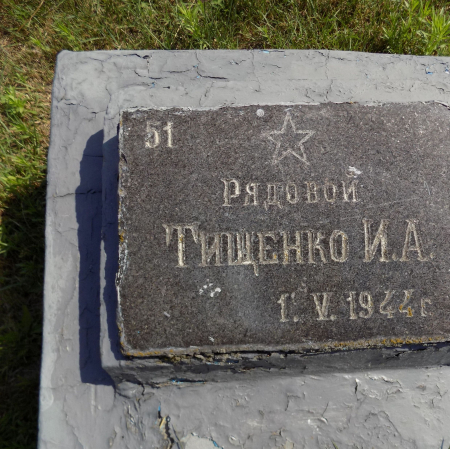 51
Рядовой
Тищенко И.А.
1. V. 1944 г